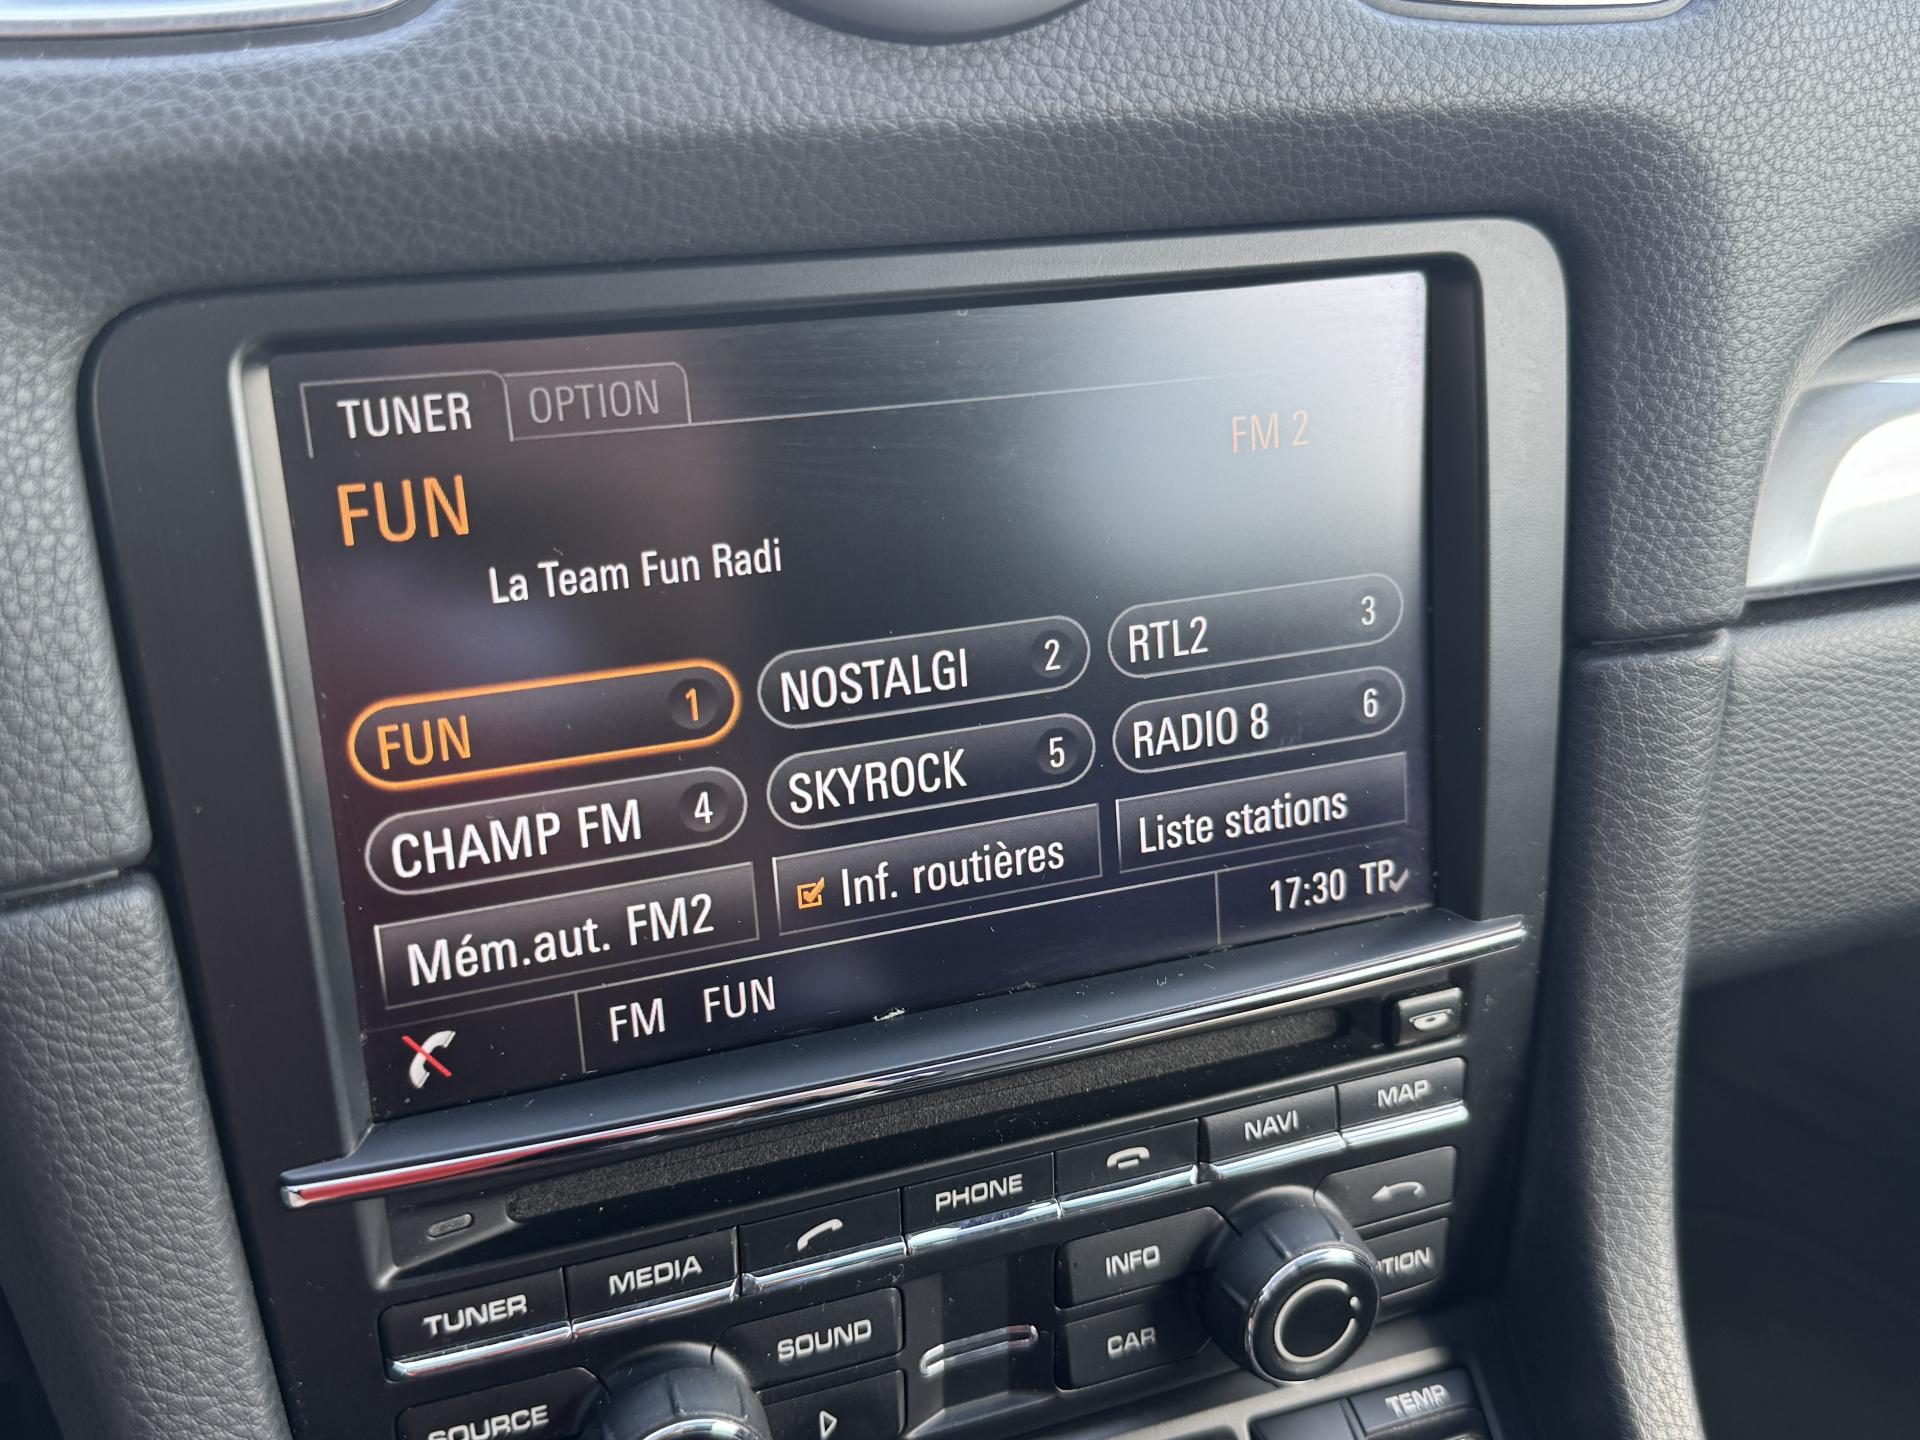 TUNER OPTION
FM 2
FUN
La Team Fun Radi
FUN 1 NOSTALGI 2 RTL2 3
CHAMP FM 4 SKYROCK 5 RADIO 8 6
Mém.aut. FM2 Inf. routières Liste stations
FM FUN 17:30 TP
TUNER MEDIA PHONE NAVI MAP
SOUND INFO
CAR TION
SOURCE TEMP